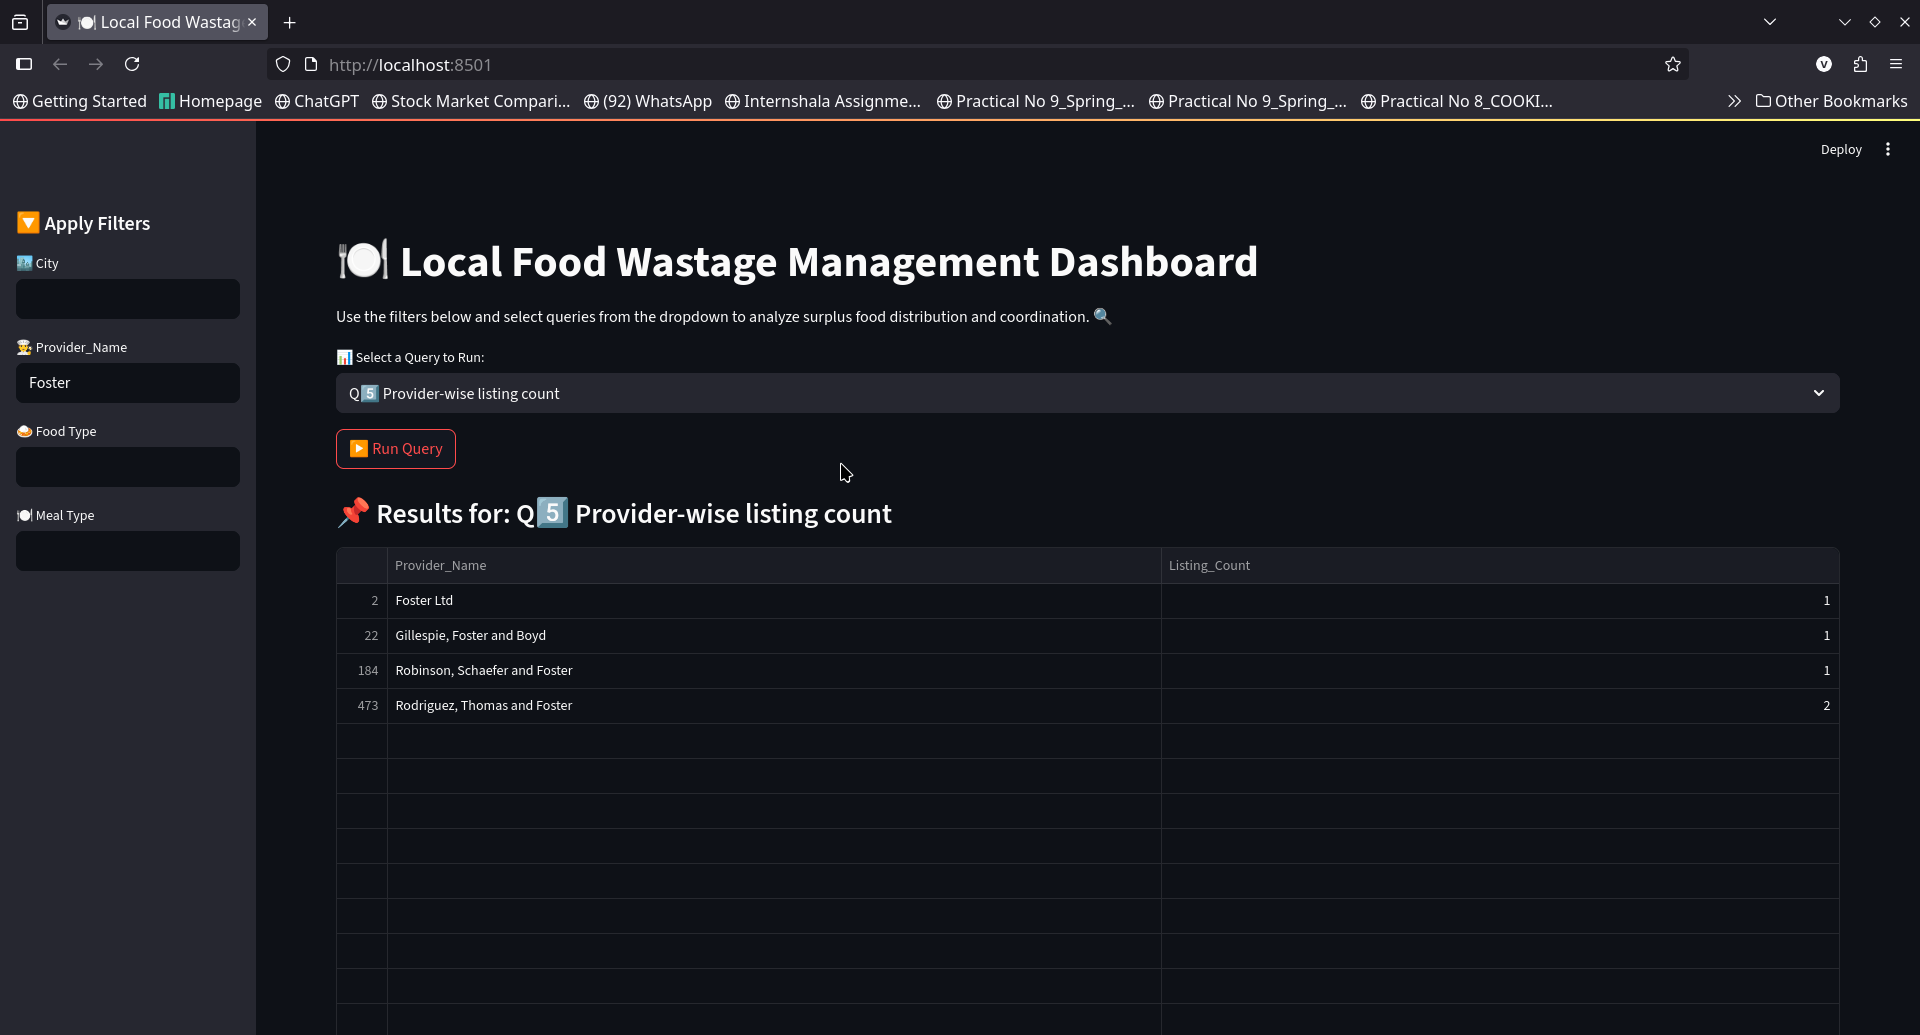 🍽️ Local Food Wastag
http://localhost:8501
V
Getting Started
Homepage
ChatGPT
Stock Market Compari...
(92) WhatsApp
Internshala Assignme...
Practical No 9_Spring_...
Practical No 9_Spring_...
Practical No 8_COOKI...
Other Bookmarks
Deploy
🔽 Apply Filters
🏙️ City
👨‍🍳 Provider_Name
Foster
🍛 Food Type
🍽️ Meal Type
🍽️ Local Food Wastage Management Dashboard
Use the filters below and select queries from the dropdown to analyze surplus food distribution and coordination. 🔍
📊 Select a Query to Run:
Q5️⃣ Provider-wise listing count
▶️ Run Query
📌 Results for: Q5️⃣ Provider-wise listing count
Provider_Name Listing_Count
2 Foster Ltd 1
22 Gillespie, Foster and Boyd 1
184 Robinson, Schaefer and Foster 1
473 Rodriguez, Thomas and Foster 2